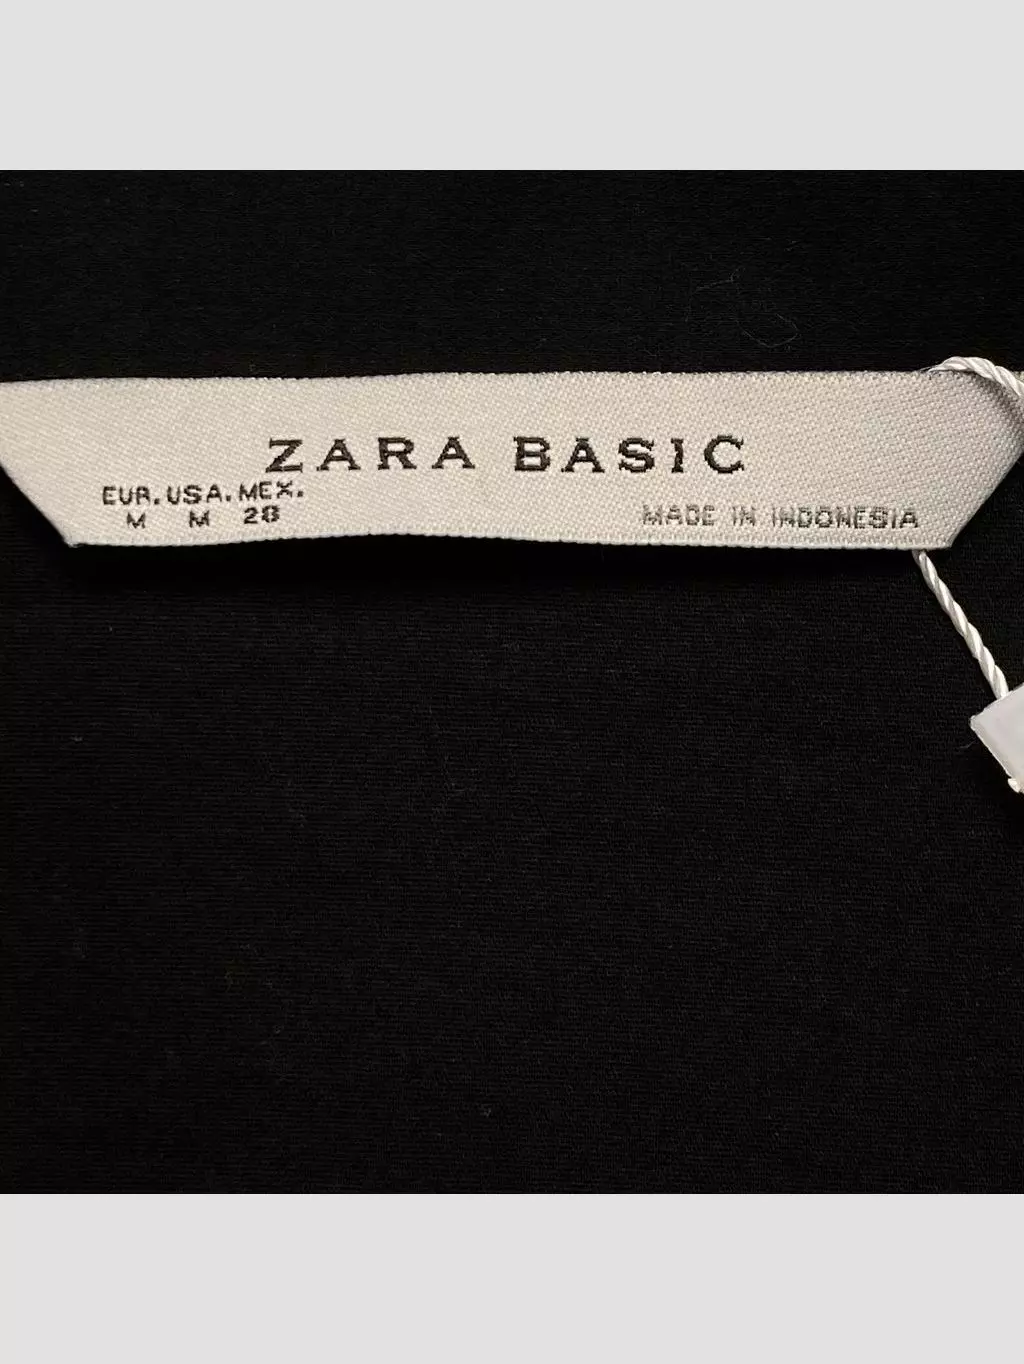 ZARA BASIC
EUR. USA. MEX.
M M 28
MADE IN INDONESIA